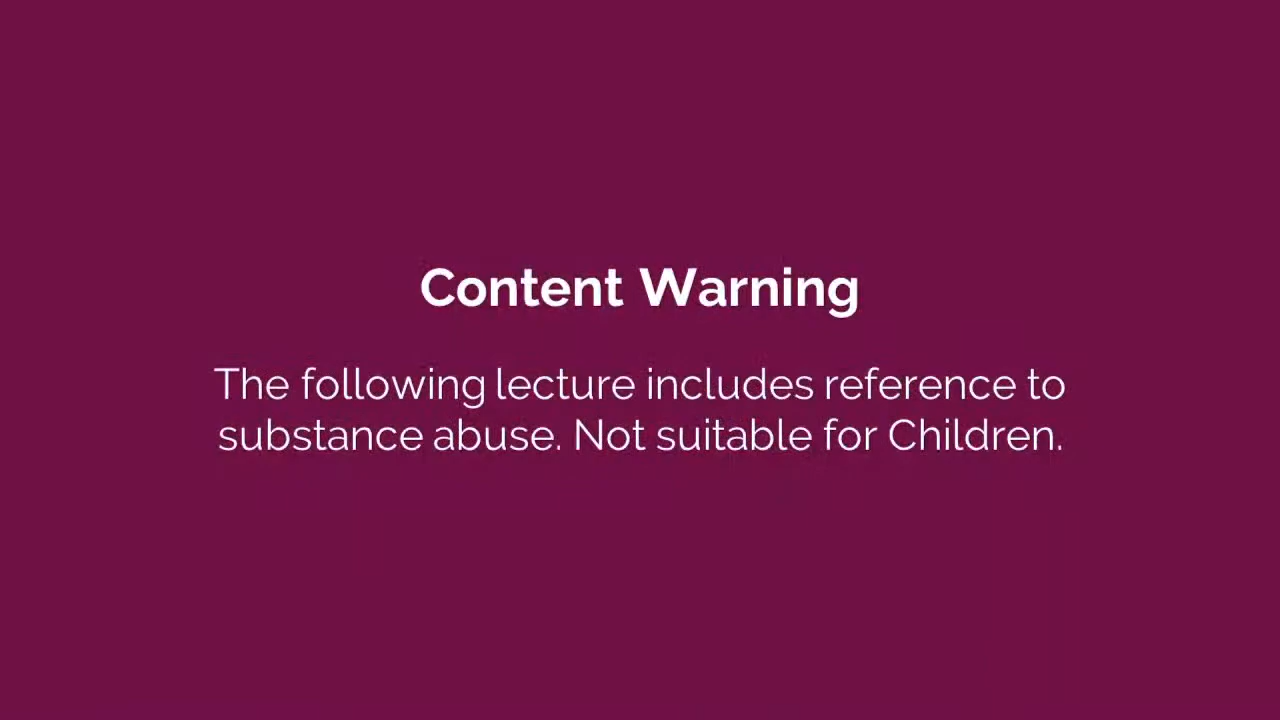 Content Warning
The following lecture includes reference to
substance abuse. Not suitable for Children.